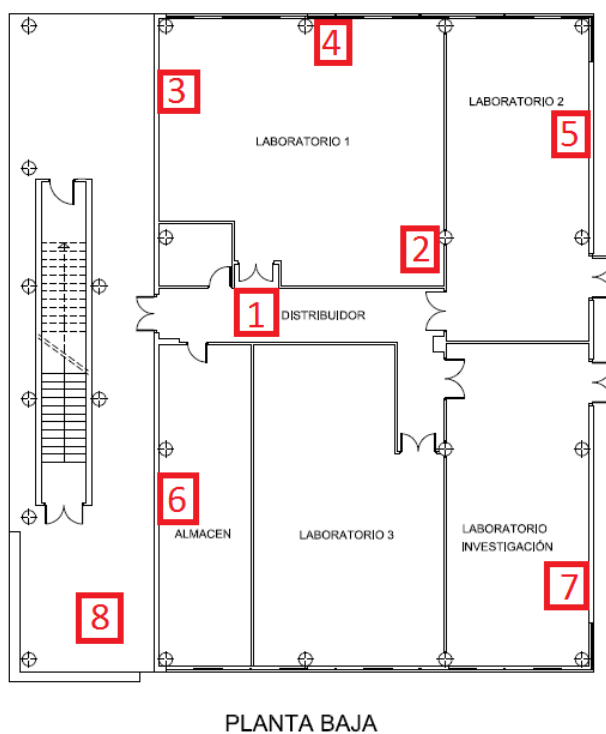 4
3
LABORATORIO 2
5
LABORATORIO 1
2
1
DISTRIBUIDOR
6
ALMACEN
LABORATORIO 3
LABORATORIO
INVESTIGACIÓN
7
8
PLANTA BAJA